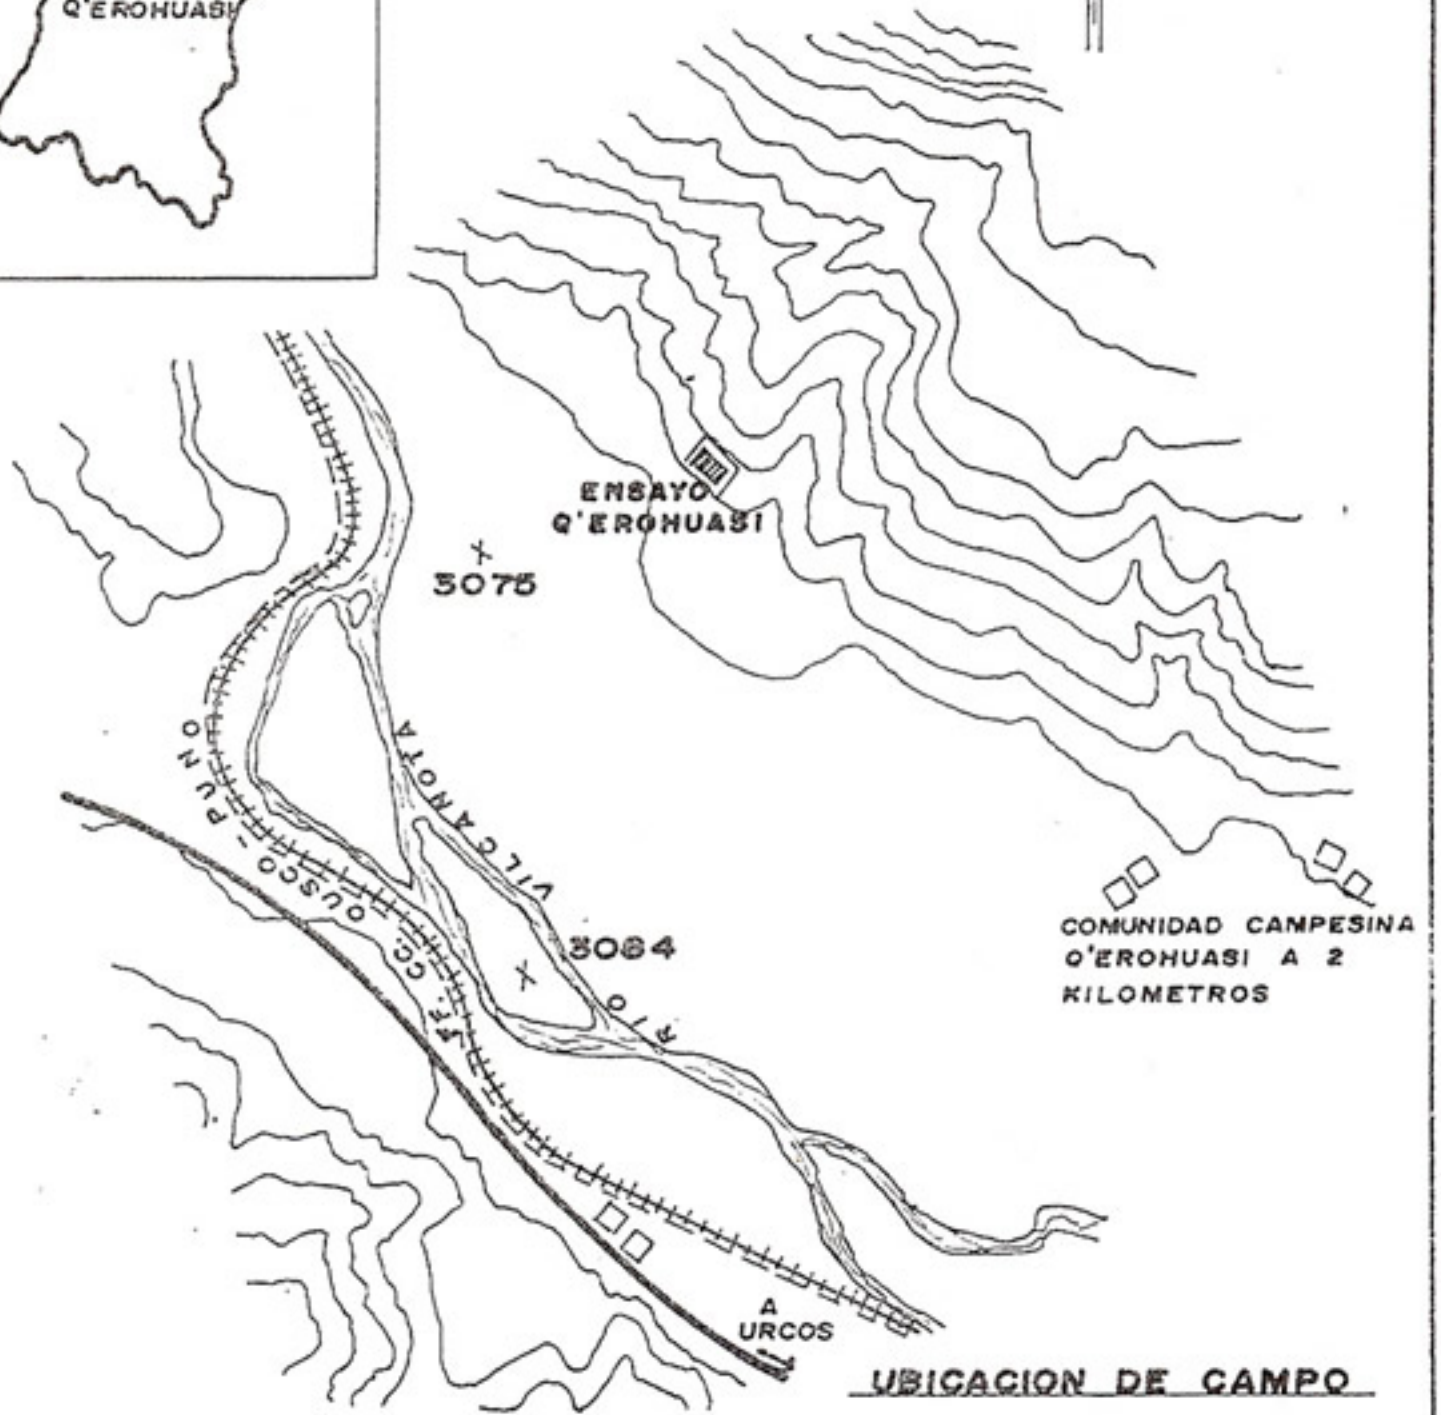 Q'EROHUASI
ENSAYO
Q'EROHUASI
3075
PUNO
CUSCO -
FF. CC.
RIO VILCANOTA
3084
COMUNIDAD CAMPESINA
Q'EROHUASI A 2
KILOMETROS
A
URCOS
UBICACION DE CAMPO